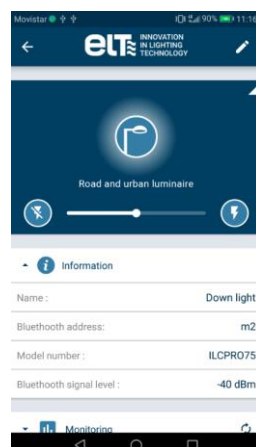 Movistar 90% 11:16
eLT INNOVATION
IN LIGHTING
TECHNOLOGY
Road and urban luminaire
Information
Name : Down light
Bluethooth address: m2
Model number : ILCPRO75
Bluethooth signal level : -40 dBm
Monitoring